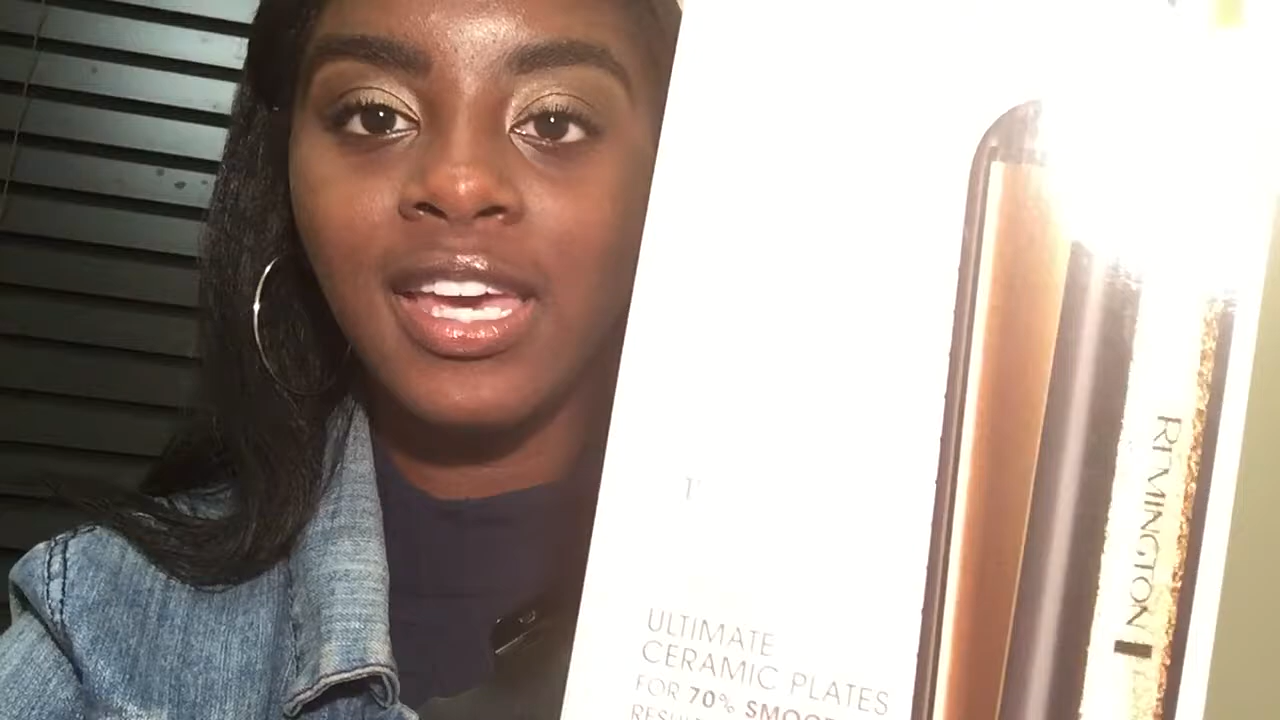 REMINGTON
ULTIMATE
CERAMIC PLATES
FOR 70%